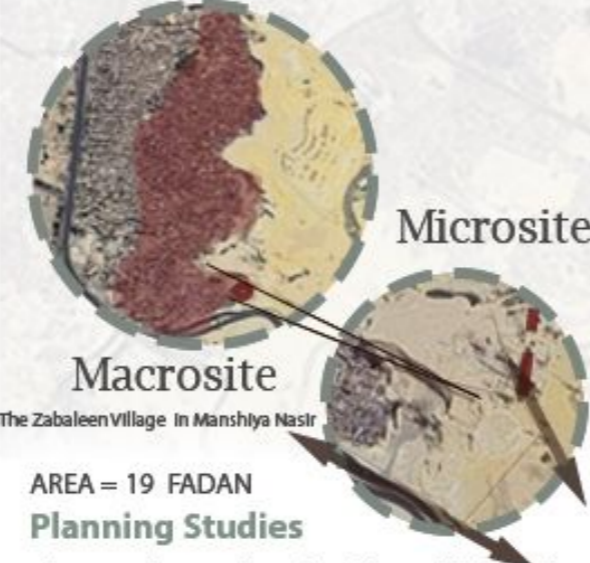 Microsite
Macrosite
The Zabaleen Village in Manshiya Nasir
AREA = 19 FADAN
Planning Studies